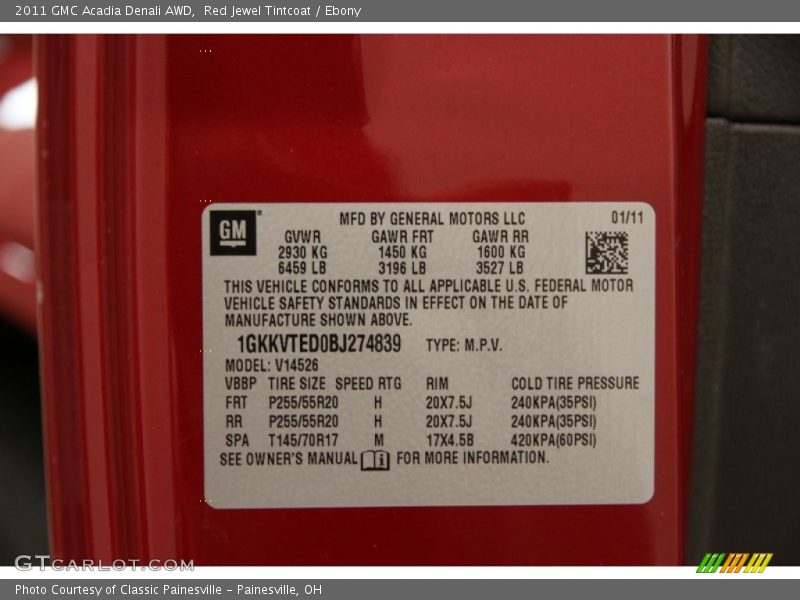 2011 GMC Acadia Denali AWD, Red Jewel Tintcoat / Ebony
GM
MFD BY GENERAL MOTORS LLC 01/11
GVWR GAWR FRT GAWR RR
2930 KG 1450 KG 1600 KG
6459 LB 3196 LB 3527 LB
THIS VEHICLE CONFORMS TO ALL APPLICABLE U.S. FEDERAL MOTOR
VEHICLE SAFETY STANDARDS IN EFFECT ON THE DATE OF
MANUFACTURE SHOWN ABOVE.
1GKKVTED0BJ274839 TYPE: M.P.V.
MODEL: V14526
VBBP TIRE SIZE SPEED RTG RIM COLD TIRE PRESSURE
FRT P255/55R20 H 20X7.5J 240KPA(35PSI)
RR P255/55R20 H 20X7.5J 240KPA(35PSI)
SPA T145/70R17 M 17X4.5B 420KPA(60PSI)
SEE OWNER'S MANUAL FOR MORE INFORMATION.
GTCARLOT.COM
Photo Courtesy of Classic Painesville - Painesville, OH